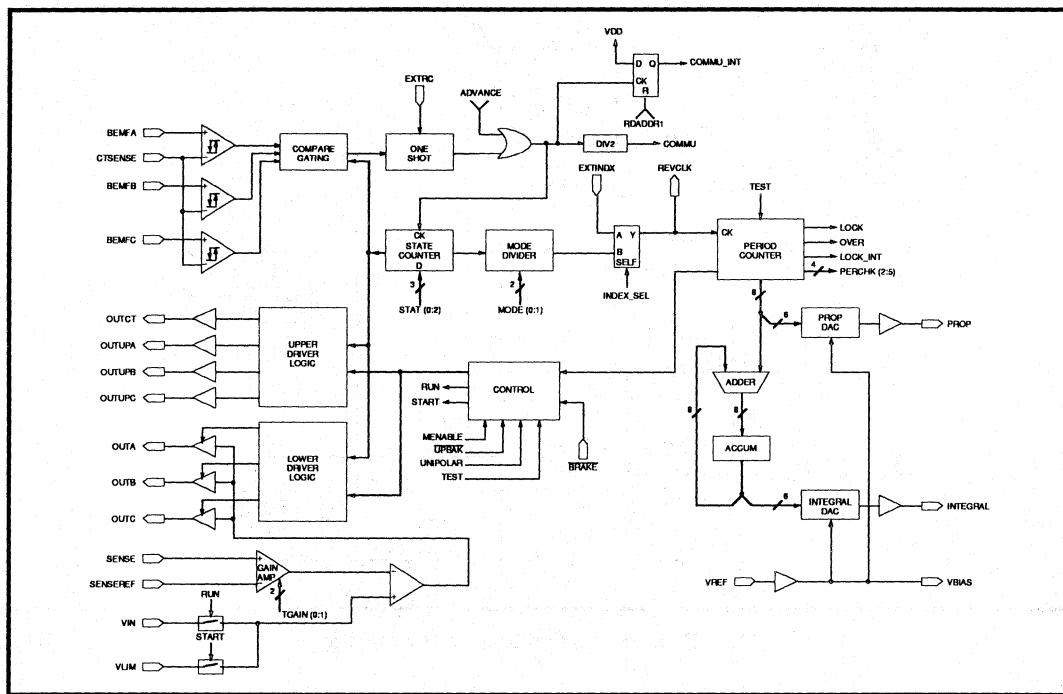 VDD
D Q
COMMU_INT
CK
R
RDADDR1
EXTRC
ADVANCE
BEMFA
CTSENSE
BEMFB
BEMFC
+
−
+
−
+
−
COMPARE
GATING
ONE
SHOT
DIV2
COMMU
EXTINDX
REVCLK
TEST
CK
STATE
COUNTER
D
3
STAT (0:2)
MODE
DIVIDER
2
MODE (0:1)
A Y
B
SELF
INDEX_SEL
CK
PERIOD
COUNTER
LOCK
OVER
LOCK_INT
4
PERCHK (2:5)
8
6
PROP
DAC
PROP
OUTCT
OUTUPA
OUTUPB
OUTUPC
UPPER
DRIVER
LOGIC
RUN
START
CONTROL
MENABLE
UPBAK
UNIPOLAR
TEST
BRAKE
ADDER
8
8
ACCUM
OUTA
OUTB
OUTC
LOWER
DRIVER
LOGIC
6
INTEGRAL
DAC
INTEGRAL
SENSE
SENSEREF
+
−
GAIN
AMP
2
TGAIN (0:1)
−
+
RUN
VIN
START
VLIM
VREF
VBIAS